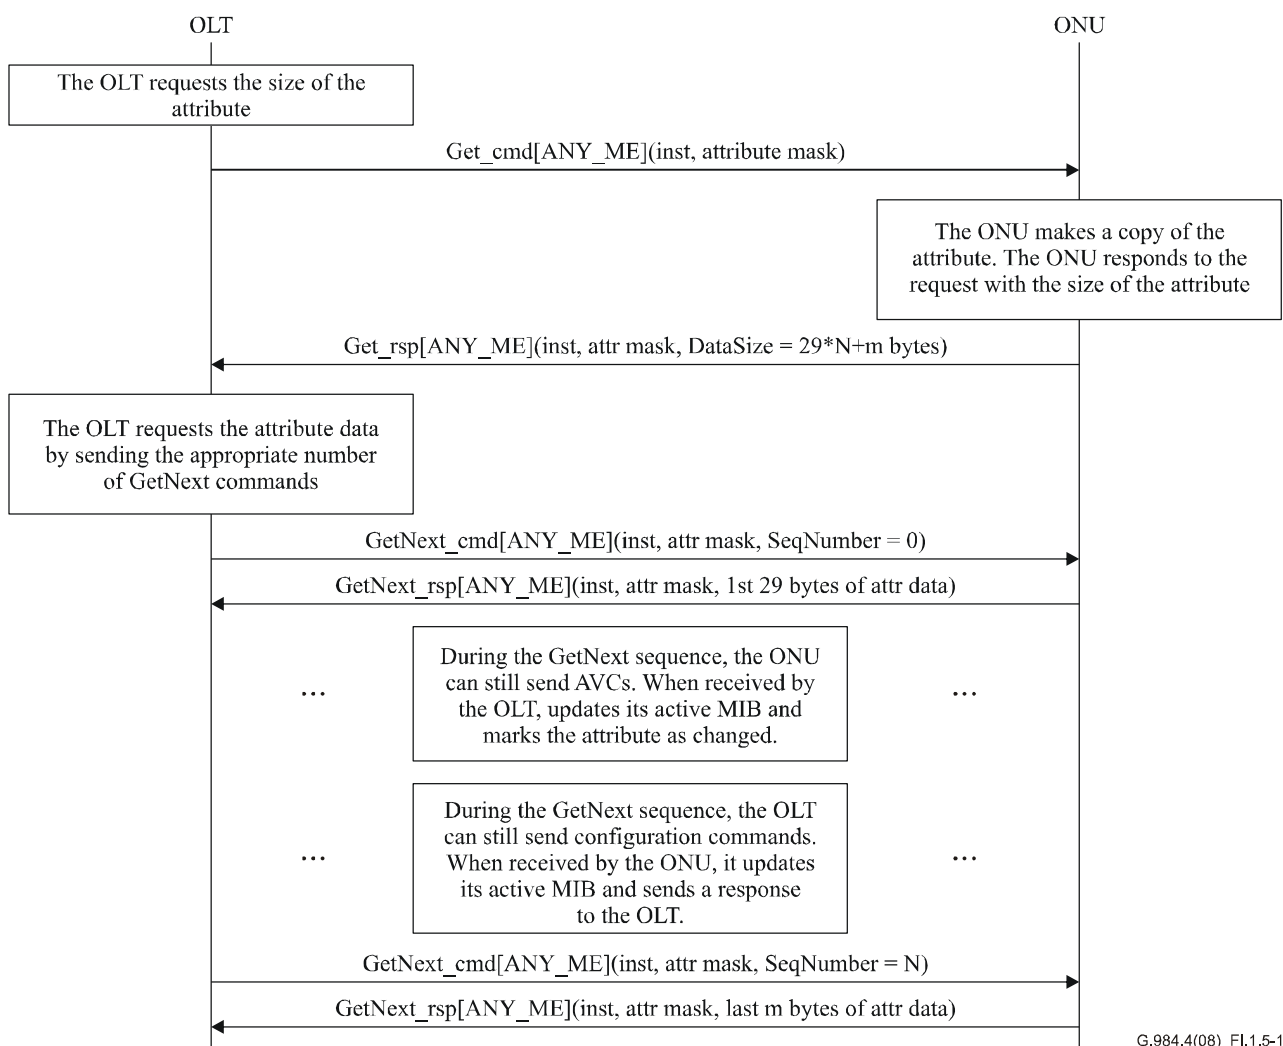 OLT
ONU
The OLT requests the size of the
attribute
Get_cmd[ANY_ME](inst, attribute mask)
The ONU makes a copy of the
attribute. The ONU responds to the
request with the size of the attribute
Get_rsp[ANY_ME](inst, attr mask, DataSize = 29*N+m bytes)
The OLT requests the attribute data
by sending the appropriate number
of GetNext commands
GetNext_cmd[ANY_ME](inst, attr mask, SeqNumber = 0)
GetNext_rsp[ANY_ME](inst, attr mask, 1st 29 bytes of attr data)
During the GetNext sequence, the ONU
can still send AVCs. When received by
the OLT, updates its active MIB and
marks the attribute as changed.
...
...
During the GetNext sequence, the OLT
can still send configuration commands.
When received by the ONU, it updates
its active MIB and sends a response
to the OLT.
...
...
GetNext_cmd[ANY_ME](inst, attr mask, SeqNumber = N)
GetNext_rsp[ANY_ME](inst, attr mask, last m bytes of attr data)
G.984.4(08)_FI.1.5-1